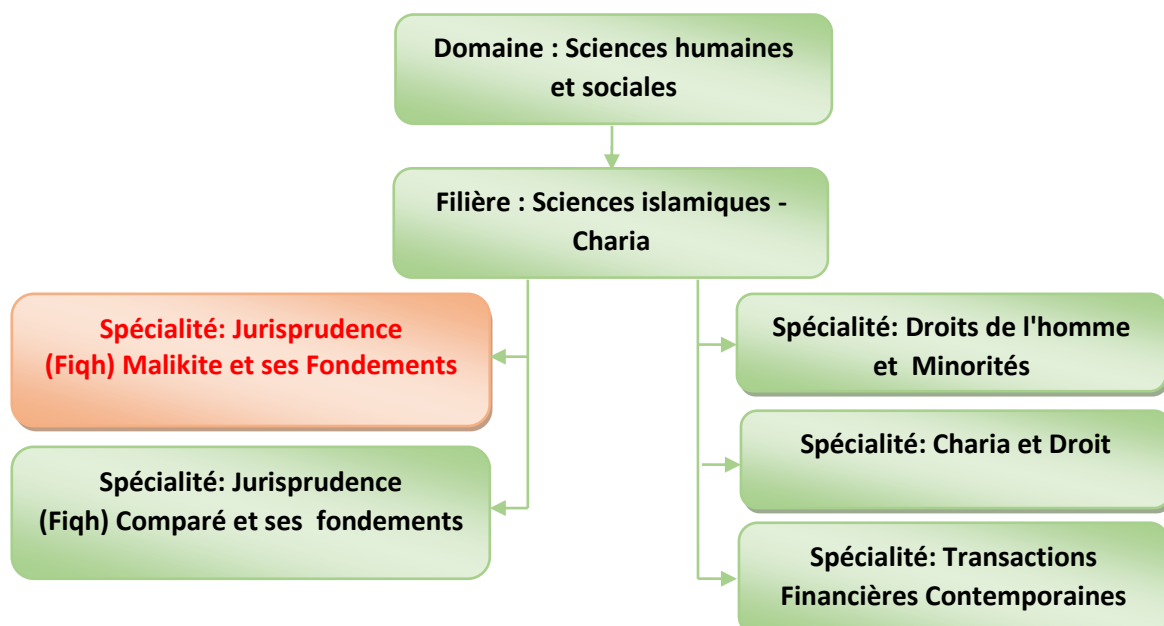 Domaine : Sciences humaines
et sociales
Filière : Sciences islamiques -
Charia
Spécialité: Jurisprudence
(Fiqh) Malikite et ses Fondements
Spécialité: Jurisprudence
(Fiqh) Comparé et ses fondements
Spécialité: Droits de l'homme
et Minorités
Spécialité: Charia et Droit
Spécialité: Transactions
Financières Contemporaines